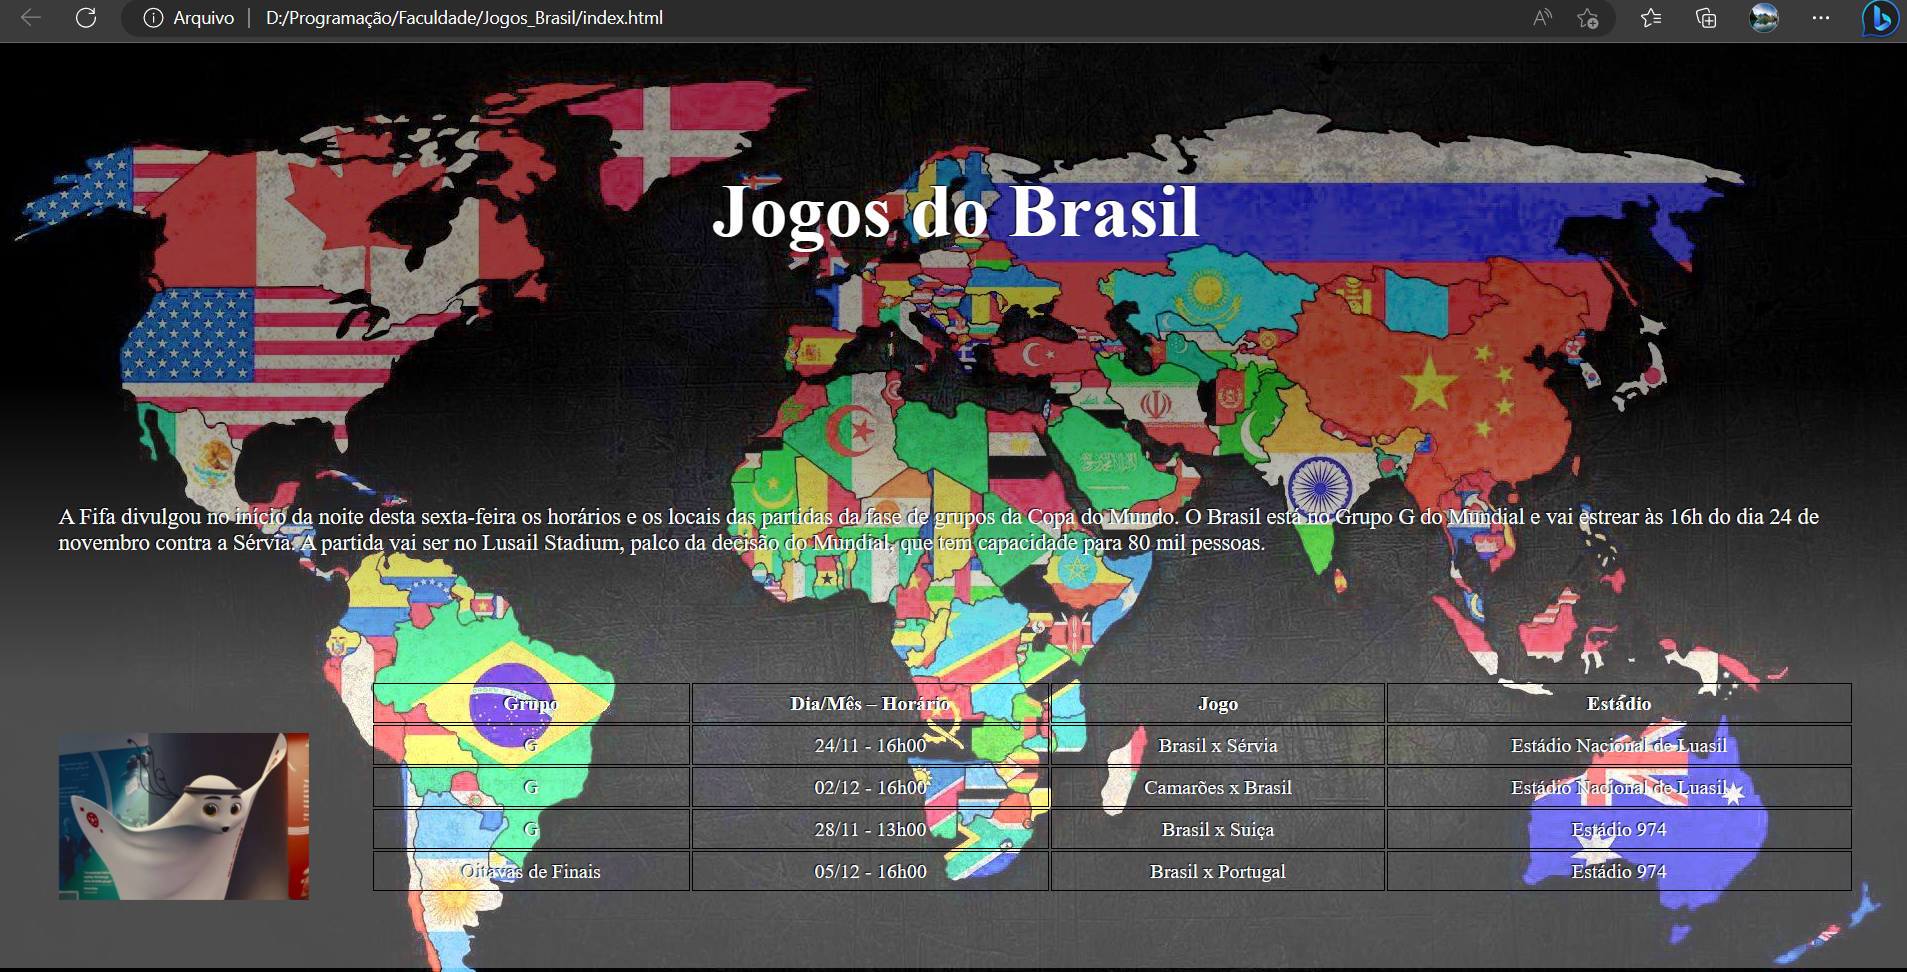 Arquivo | D:/Programação/Faculdade/Jogos_Brasil/index.html
Jogos do Brasil
A Fifa divulgou no início da noite desta sexta-feira os horários e os locais das partidas da fase de grupos da Copa do Mundo. O Brasil está no Grupo G do Mundial e vai estrear às 16h do dia 24 de
novembro contra a Sérvia. A partida vai ser no Lusail Stadium, palco da decisão do Mundial, que tem capacidade para 80 mil pessoas.
Grupo Dia/Mês – Horário Jogo Estádio
G 24/11 - 16h00 Brasil x Sérvia Estádio Nacional de Luasil
G 02/12 - 16h00 Camarões x Brasil Estádio Nacional de Luasil
G 28/11 - 13h00 Brasil x Suiça Estádio 974
Oitavas de Finais 05/12 - 16h00 Brasil x Portugal Estádio 974